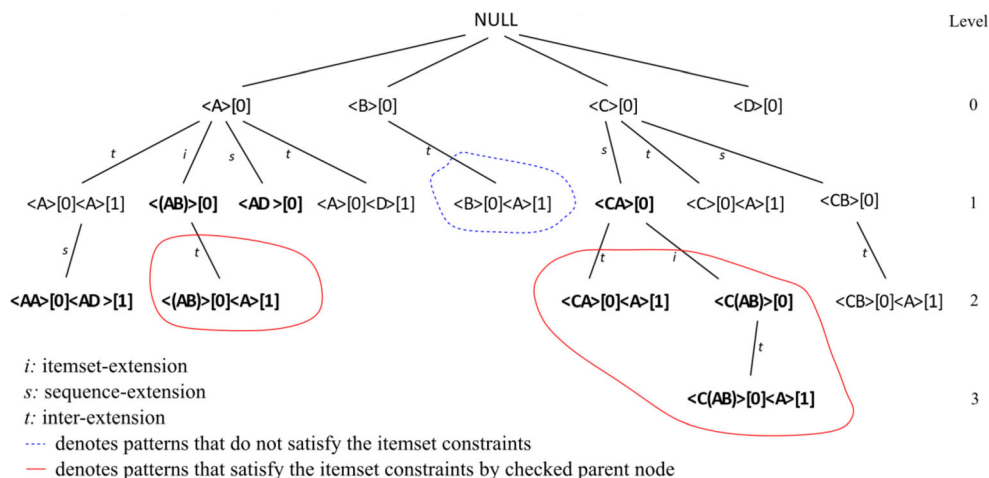 NULL Level
<A>[0] <B>[0] <C>[0] <D>[0] 0
t i s t t s t s
<A>[0]<A>[1] <(AB)>[0] <AD >[0] <A>[0]<D>[1] <B>[0]<A>[1] <CA>[0] <C>[0]<A>[1] <CB>[0] 1
s t t i t
<AA>[0]<AD >[1] <(AB)>[0]<A>[1] <CA>[0]<A>[1] <C(AB)>[0] <CB>[0]<A>[1] 2
t
<C(AB)>[0]<A>[1] 3
i: itemset-extension
s: sequence-extension
t: inter-extension
denotes patterns that do not satisfy the itemset constraints
denotes patterns that satisfy the itemset constraints by checked parent node